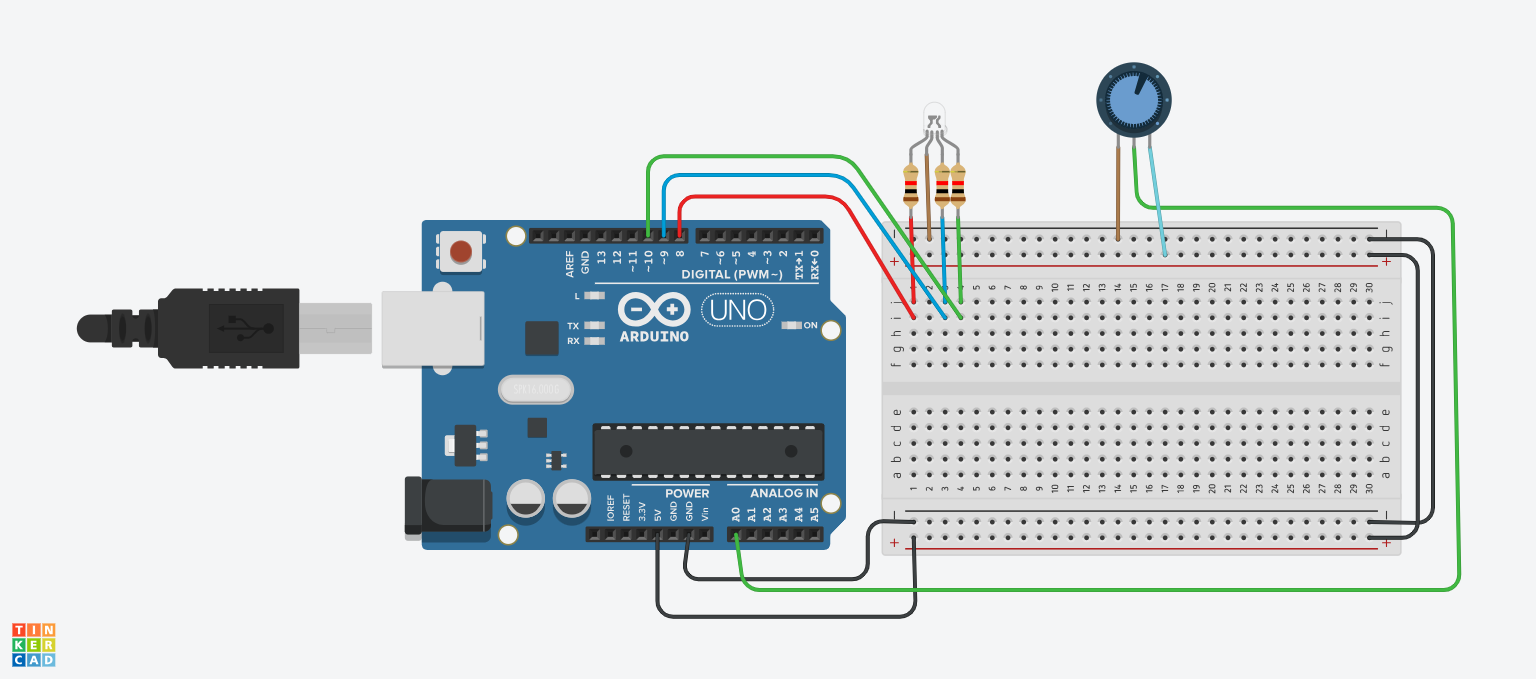 AREF
GND
13
12
~11
~10
~9
8
7
~6
~5
4
~3
2
TX→1
RX←0
DIGITAL (PWM~)
L
TX
RX
ARDUINO
UNO
ON
POWER
ANALOG IN
IOREF
RESET
3.3V
5V
GND
GND
Vin
A0
A1
A2
A3
A4
A5
− −
+ +
1 2 3 4 5 6 7 8 9 10 11 12 13 14 15 16 17 18 19 20 21 22 23 24 25 26 27 28 29 30
j j
i i
h h
g g
f f
e e
d d
c c
b b
a a
1 2 3 4 5 6 7 8 9 10 11 12 13 14 15 16 17 18 19 20 21 22 23 24 25 26 27 28 29 30
− −
+ +
TIN
KER
CAD